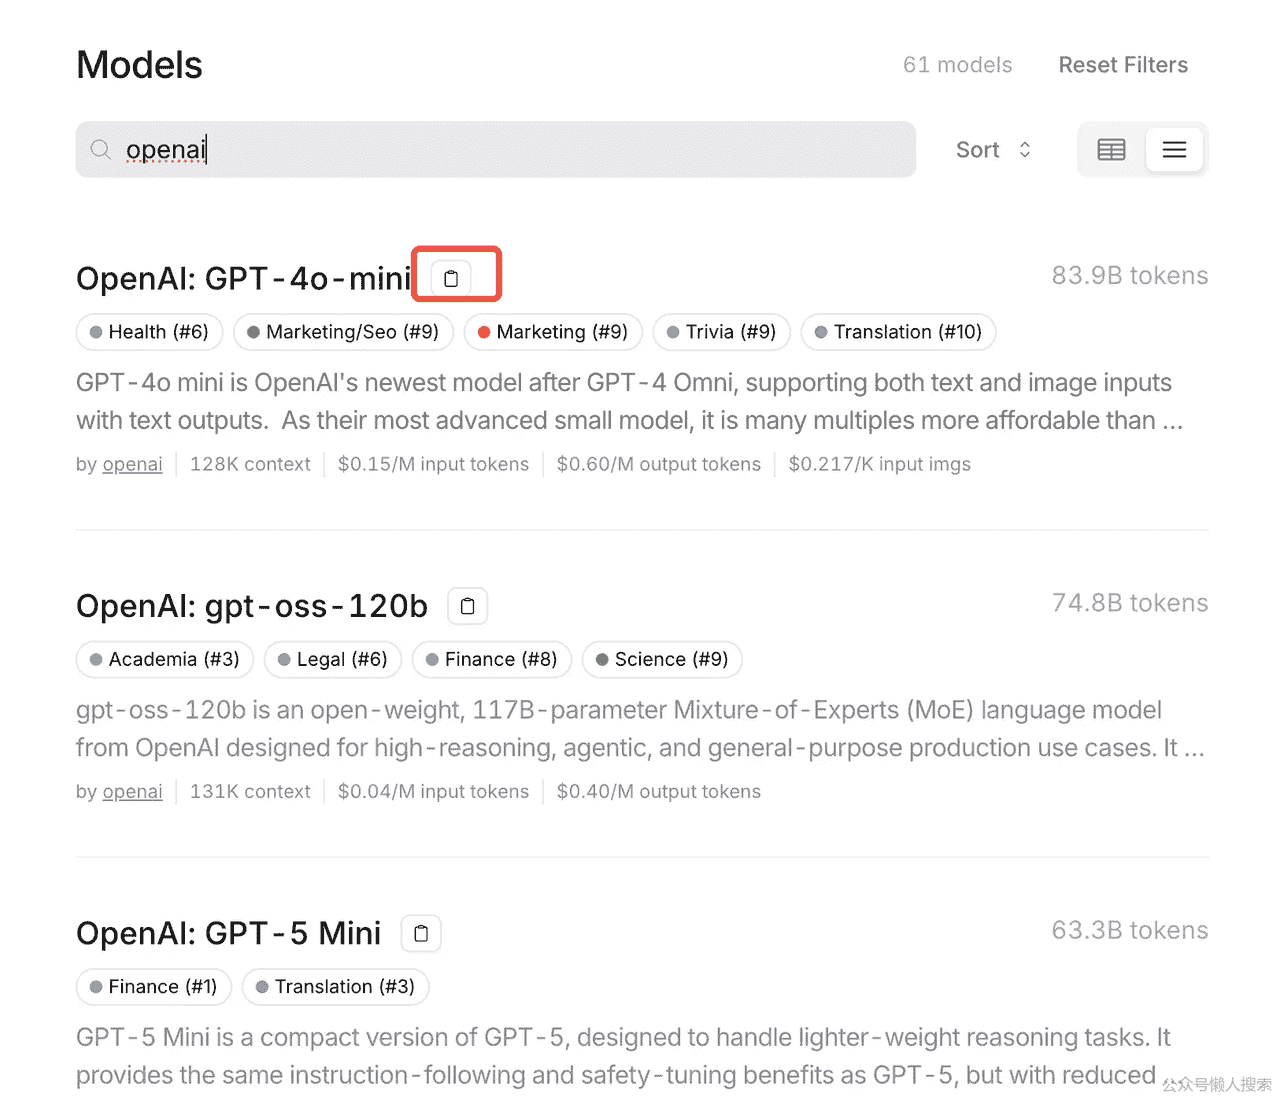 Models
61 models
Reset Filters
openai
Sort
OpenAI: GPT-4o-mini
83.9B tokens
Health (#6)
Marketing/Seo (#9)
Marketing (#9)
Trivia (#9)
Translation (#10)
GPT-4o mini is OpenAI's newest model after GPT-4 Omni, supporting both text and image inputs
with text outputs.  As their most advanced small model, it is many multiples more affordable than ...
by openai
128K context
$0.15/M input tokens
$0.60/M output tokens
$0.217/K input imgs
OpenAI: gpt-oss-120b
74.8B tokens
Academia (#3)
Legal (#6)
Finance (#8)
Science (#9)
gpt-oss-120b is an open-weight, 117B-parameter Mixture-of-Experts (MoE) language model
from OpenAI designed for high-reasoning, agentic, and general-purpose production use cases. It ...
by openai
131K context
$0.04/M input tokens
$0.40/M output tokens
OpenAI: GPT-5 Mini
63.3B tokens
Finance (#1)
Translation (#3)
GPT-5 Mini is a compact version of GPT-5, designed to handle lighter-weight reasoning tasks. It
provides the same instruction-following and safety-tuning benefits as GPT-5, but with reduced ...
公众号懒人搜索